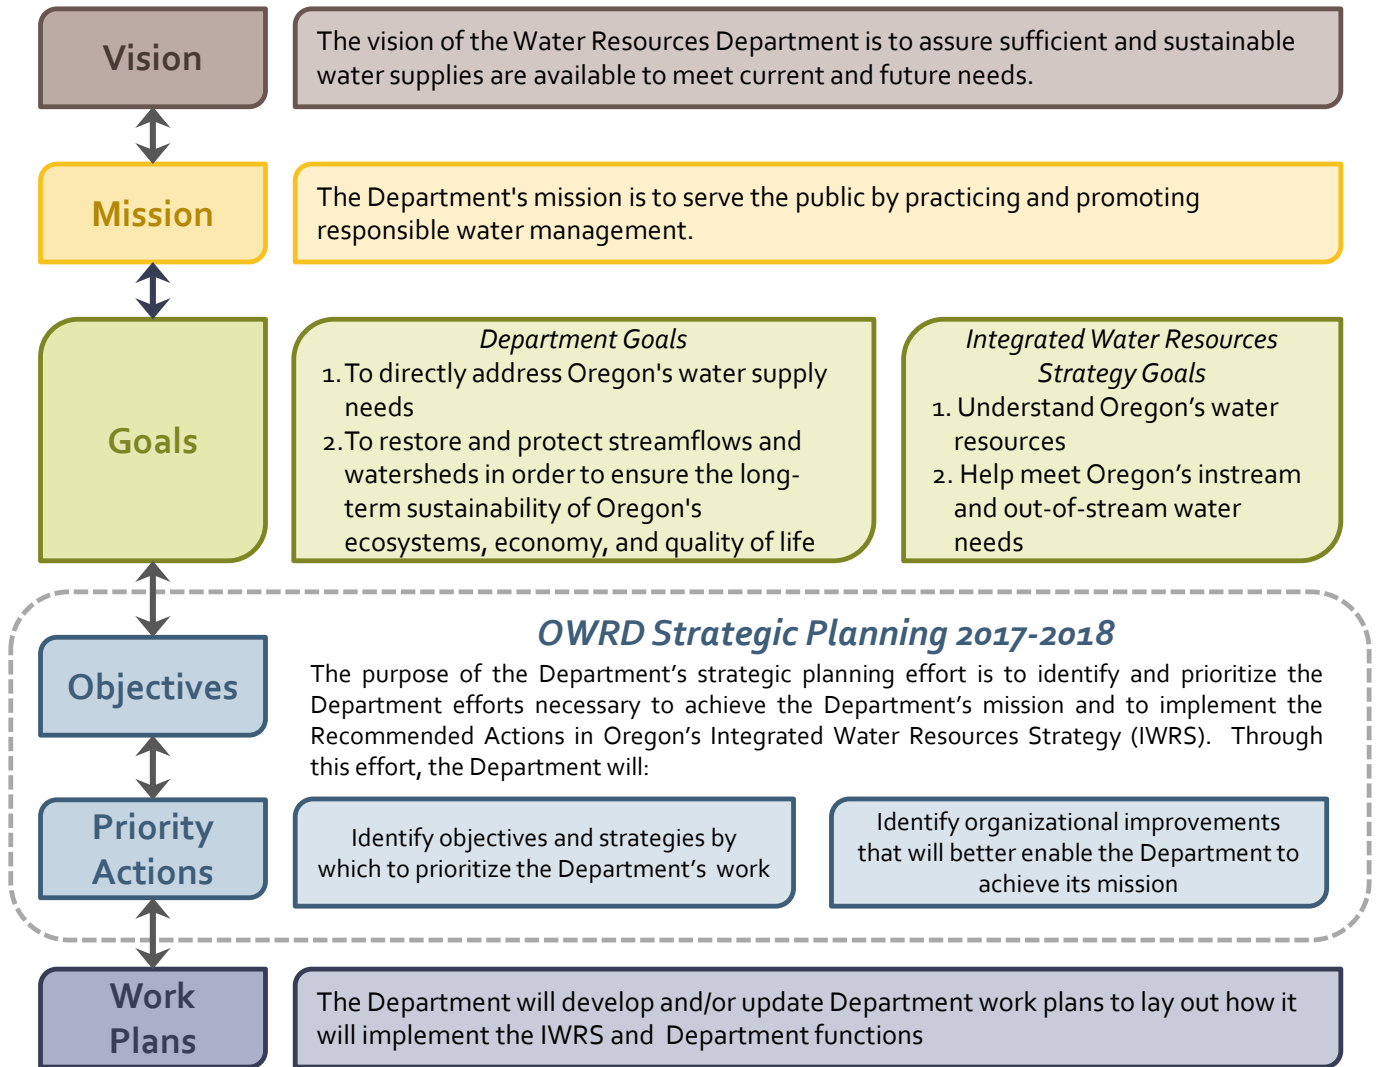 Vision
The vision of the Water Resources Department is to assure sufficient and sustainable
water supplies are available to meet current and future needs.
Mission
The Department's mission is to serve the public by practicing and promoting
responsible water management.
Goals
Department Goals
1. To directly address Oregon's water supply
needs
2. To restore and protect streamflows and
watersheds in order to ensure the long-
term sustainability of Oregon's
ecosystems, economy, and quality of life
Integrated Water Resources
Strategy Goals
1. Understand Oregon’s water
resources
2. Help meet Oregon’s instream
and out-of-stream water
needs
OWRD Strategic Planning 2017-2018
Objectives
The purpose of the Department’s strategic planning effort is to identify and prioritize the
Department efforts necessary to achieve the Department’s mission and to implement the
Recommended Actions in Oregon’s Integrated Water Resources Strategy (IWRS). Through
this effort, the Department will:
Priority
Actions
Identify objectives and strategies by
which to prioritize the Department’s work
Identify organizational improvements
that will better enable the Department to
achieve its mission
Work
Plans
The Department will develop and/or update Department work plans to lay out how it
will implement the IWRS and Department functions